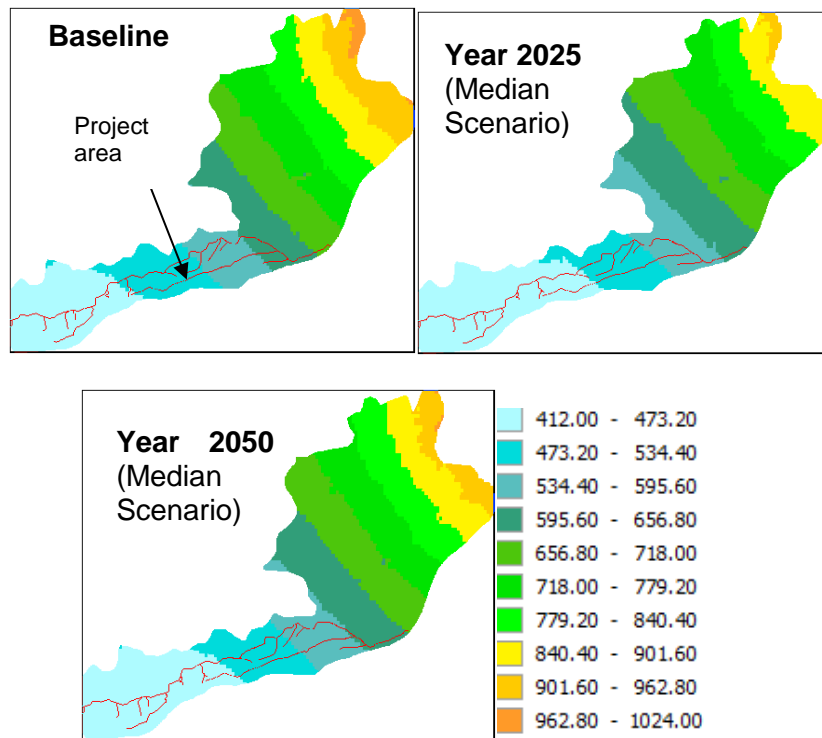 Baseline
Project
area
Year 2025
(Median
Scenario)
Year 2050
(Median
Scenario)
412.00 - 473.20
473.20 - 534.40
534.40 - 595.60
595.60 - 656.80
656.80 - 718.00
718.00 - 779.20
779.20 - 840.40
840.40 - 901.60
901.60 - 962.80
962.80 - 1024.00